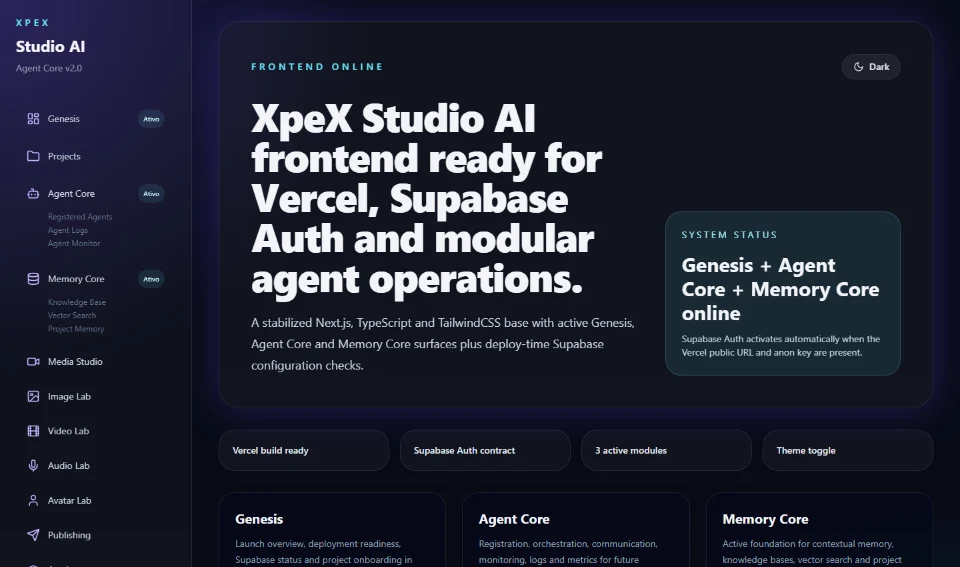 XPEX
Studio AI
Agent Core v2.0
Genesis
Ativo
Projects
Agent Core
Ativo
Registered Agents
Agent Logs
Agent Monitor
Memory Core
Ativo
Knowledge Base
Vector Search
Project Memory
Media Studio
Image Lab
Video Lab
Audio Lab
Avatar Lab
Publishing
FRONTEND ONLINE
Dark
XpeX Studio AI
frontend ready for
Vercel, Supabase
Auth and modular
agent operations.
A stabilized Next.js, TypeScript and TailwindCSS base with active Genesis,
Agent Core and Memory Core surfaces plus deploy-time Supabase
configuration checks.
SYSTEM STATUS
Genesis + Agent
Core + Memory Core
online
Supabase Auth activates automatically when the
Vercel public URL and anon key are present.
Vercel build ready
Supabase Auth contract
3 active modules
Theme toggle
Genesis
Launch overview, deployment readiness,
Supabase status and project onboarding in
Agent Core
Registration, orchestration, communication,
monitoring, logs and metrics for future
Memory Core
Active foundation for contextual memory,
knowledge bases, vector search and project